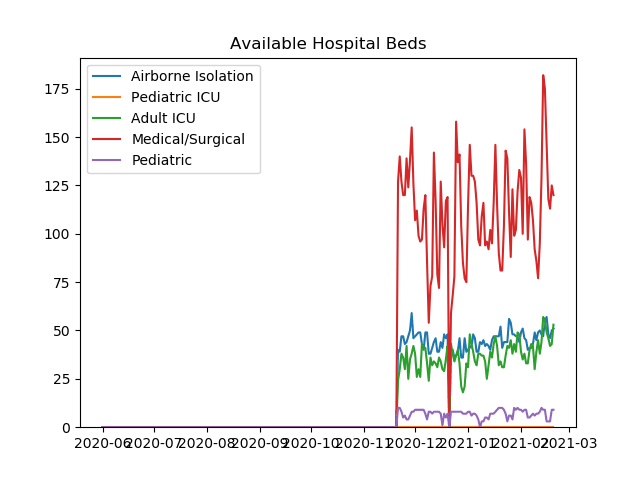 Available Hospital Beds
175
150
125
100
75
50
25
0
Airborne Isolation
Pediatric ICU
Adult ICU
Medical/Surgical
Pediatric
2020-06 2020-07 2020-08 2020-09 2020-10 2020-11 2020-12 2021-01 2021-02 2021-03